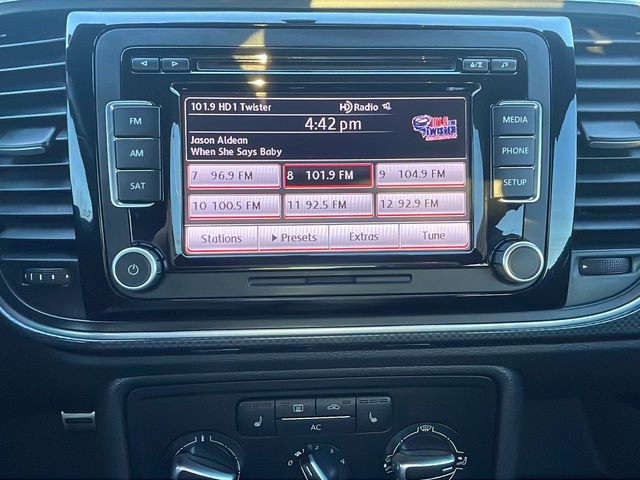 101.9 HD1 Twister HD Radio
4:42 pm
Jason Aldean
When She Says Baby
7 96.9 FM 8 101.9 FM 9 104.9 FM
10 100.5 FM 11 92.5 FM 12 92.9 FM
Stations Presets Extras Tune
FM
AM
SAT
MEDIA
PHONE
SETUP
TWISTER
AC